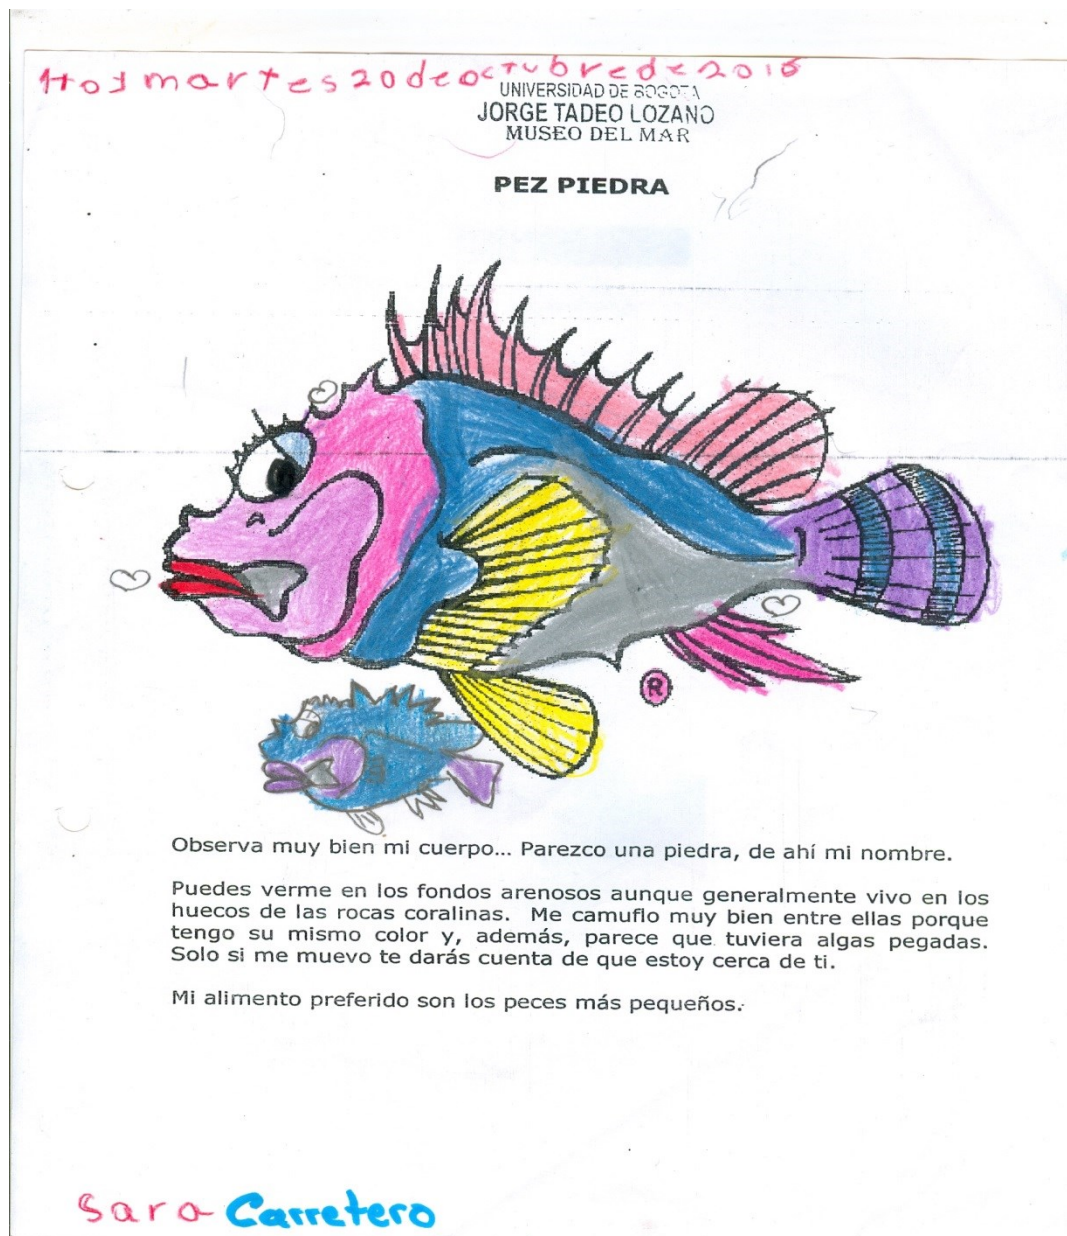 Hoy martes 20 de octubre de 2016
UNIVERSIDAD DE BOGOTA
JORGE TADEO LOZANO
MUSEO DEL MAR
PEZ PIEDRA
R
Observa muy bien mi cuerpo... Parezco una piedra, de ahí mi nombre.
Puedes verme en los fondos arenosos aunque generalmente vivo en los
huecos de las rocas coralinas. Me camuflo muy bien entre ellas porque
tengo su mismo color y, además, parece que tuviera algas pegadas.
Solo si me muevo te darás cuenta de que estoy cerca de ti.
Mi alimento preferido son los peces más pequeños.
Sara Carretero